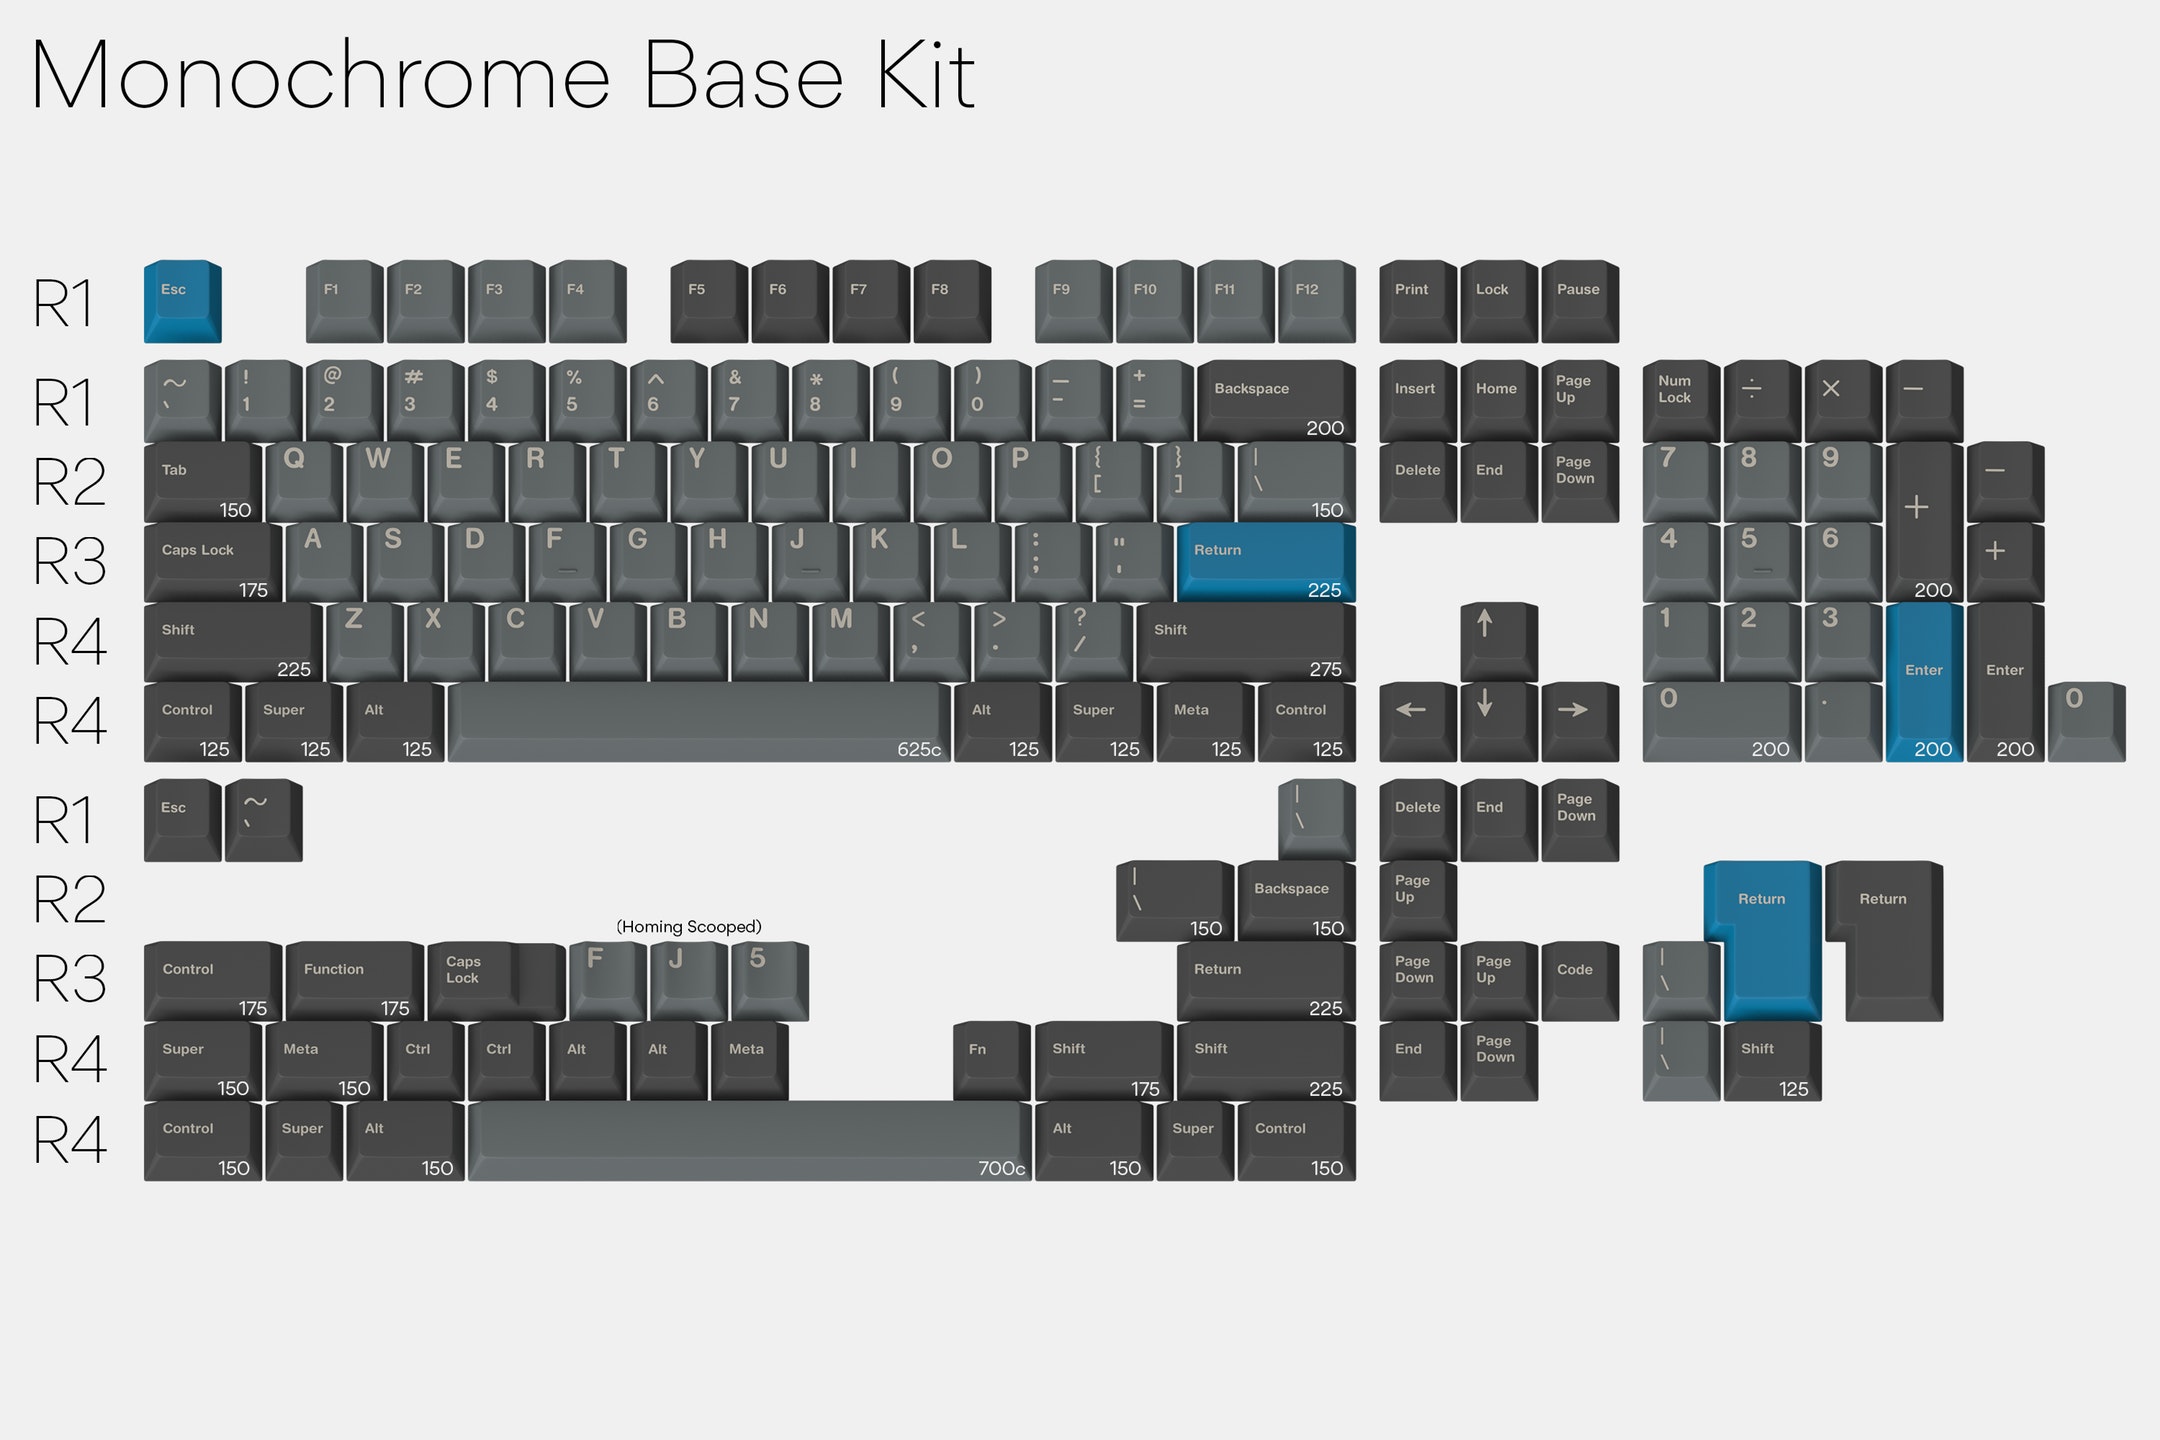 Monochrome Base Kit
R1 Esc F1 F2 F3 F4 F5 F6 F7 F8 F9 F10 F11 F12 Print Lock Pause
R1 ~ ` ! 1 @ 2 # 3 $ 4 % 5 ^ 6 & 7 * 8 ( 9 ) 0 _ - + = Backspace 200 Insert Home Page Up Num Lock ÷ × −
R2 Tab 150 Q W E R T Y U I O P { [ } ] | \ 150 Delete End Page Down 7 8 9 + 200 −
R3 Caps Lock 175 A S D F _ G H J _ K L : ; " ' Return 225 4 5 _ 6 +
R4 Shift 225 Z X C V B N M < , > . ? / Shift 275 ↑ 1 2 3 Enter 200 Enter 200
R4 Control 125 Super 125 Alt 125 625c Alt 125 Super 125 Meta 125 Control 125 ← ↓ → 0 200 . 0
R1 Esc ~ ` | \ Delete End Page Down
R2 | \ 150 Backspace 150 Page Up Return Return
(Homing Scooped)
R3 Control 175 Function 175 Caps Lock F J 5 Return 225 Page Down Page Up Code | \
R4 Super 150 Meta 150 Ctrl Ctrl Alt Alt Meta Fn Shift 175 Shift 225 End Page Down | \ Shift 125
R4 Control 150 Super Alt 150 700c Alt 150 Super Control 150